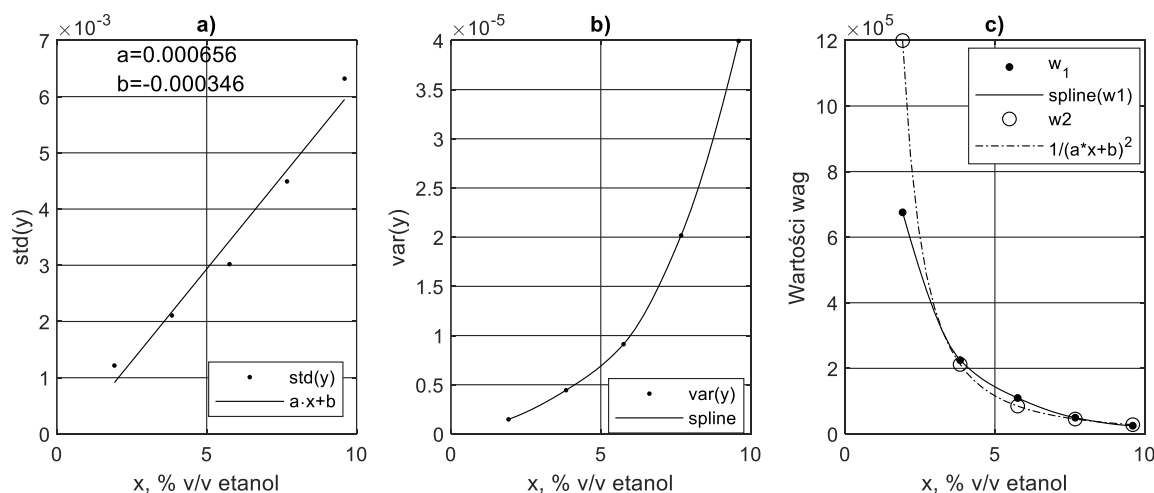 a)
×10⁻³
a=0.000656
b=-0.000346
7
6
5
4
3
2
1
0
std(y)
std(y)
a·x+b
0 5 10
x, % v/v etanol
b)
×10⁻⁵
4
3.5
3
2.5
2
1.5
1
0.5
0
var(y)
var(y)
spline
0 5 10
x, % v/v etanol
c)
×10⁵
12
10
8
6
4
2
0
Wartości wag
w₁
spline(w1)
w2
1/(a*x+b)²
0 5 10
x, % v/v etanol